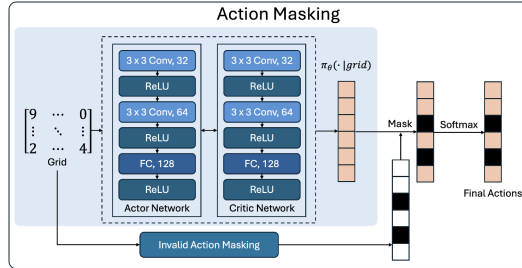 Action Masking
π_θ(· |grid)
3 x 3 Conv, 32
ReLU
3 x 3 Conv, 64
ReLU
FC, 128
ReLU
Actor Network
3 x 3 Conv, 32
ReLU
3 x 3 Conv, 64
ReLU
FC, 128
ReLU
Critic Network
9 ⋯ 0
⋮ ⋱ ⋮
2 ⋯ 4
Grid
Mask
Softmax
Final Actions
Invalid Action Masking